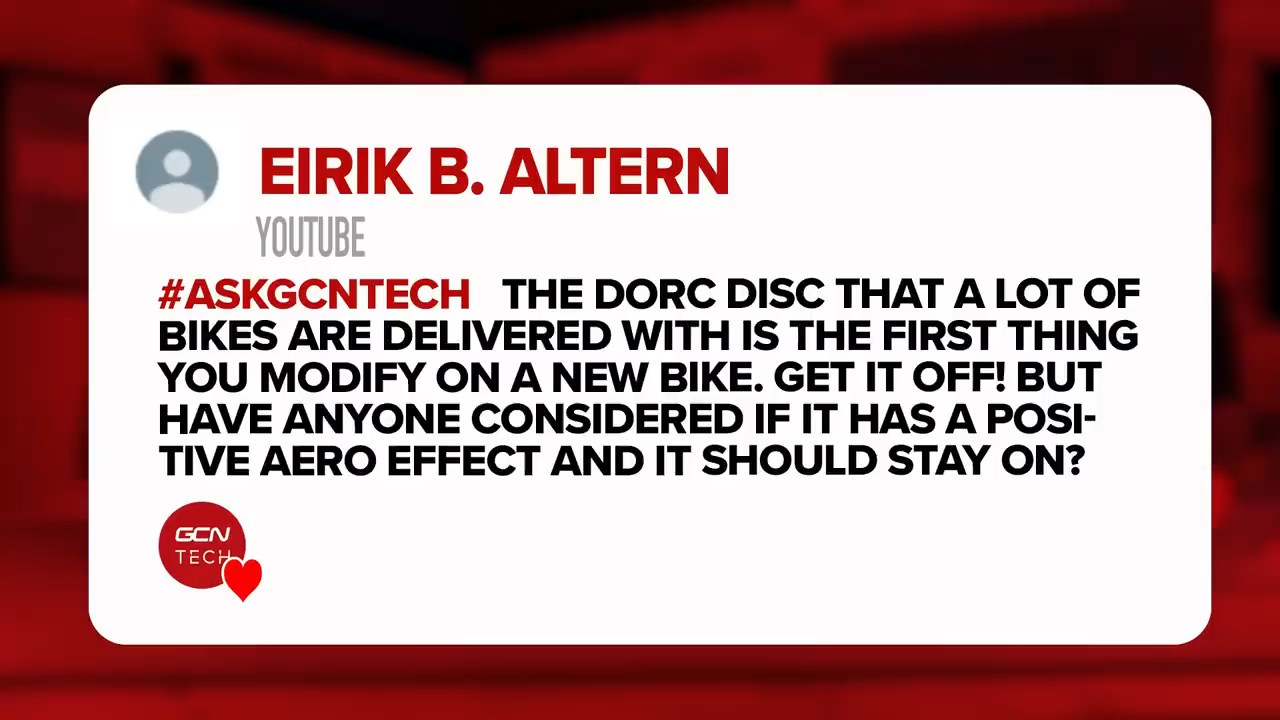 EIRIK B. ALTERN
YOUTUBE
#ASKGCNTECH THE DORC DISC THAT A LOT OF
BIKES ARE DELIVERED WITH IS THE FIRST THING
YOU MODIFY ON A NEW BIKE. GET IT OFF! BUT
HAVE ANYONE CONSIDERED IF IT HAS A POSI-
TIVE AERO EFFECT AND IT SHOULD STAY ON?
GCN
TECH